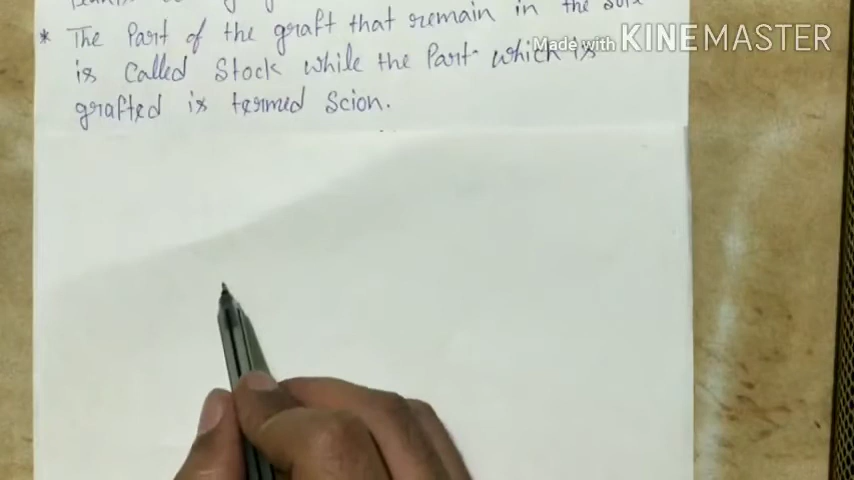 * The Part of the graft that remain in the
is Called Stock while the Part which is
grafted is termed Scion.
Made with KINEMASTER